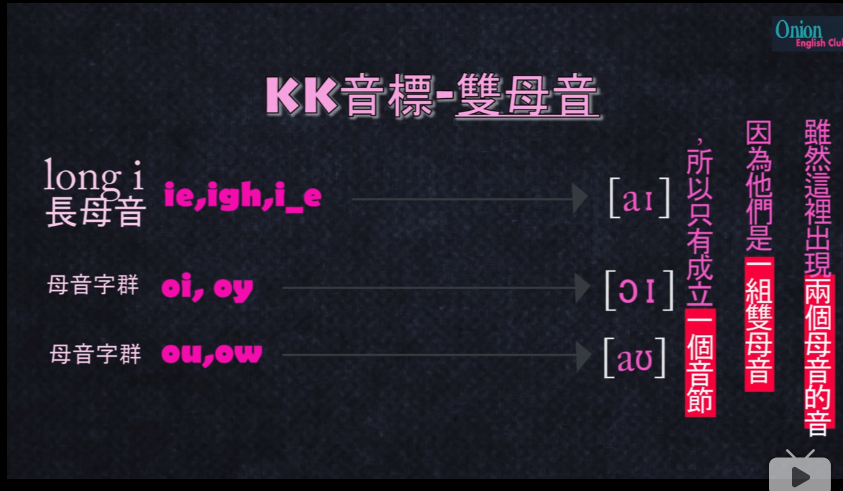 Onion
English Clu
KK音標-雙母音
long i
長母音
ie,igh,i_e
[aɪ]
母音字群
oi, oy
[ɔɪ]
母音字群
ou,ow
[aʊ]
雖然這裡出現兩個母音的音
因為他們是一組雙母音
，所以只有成立一個音節